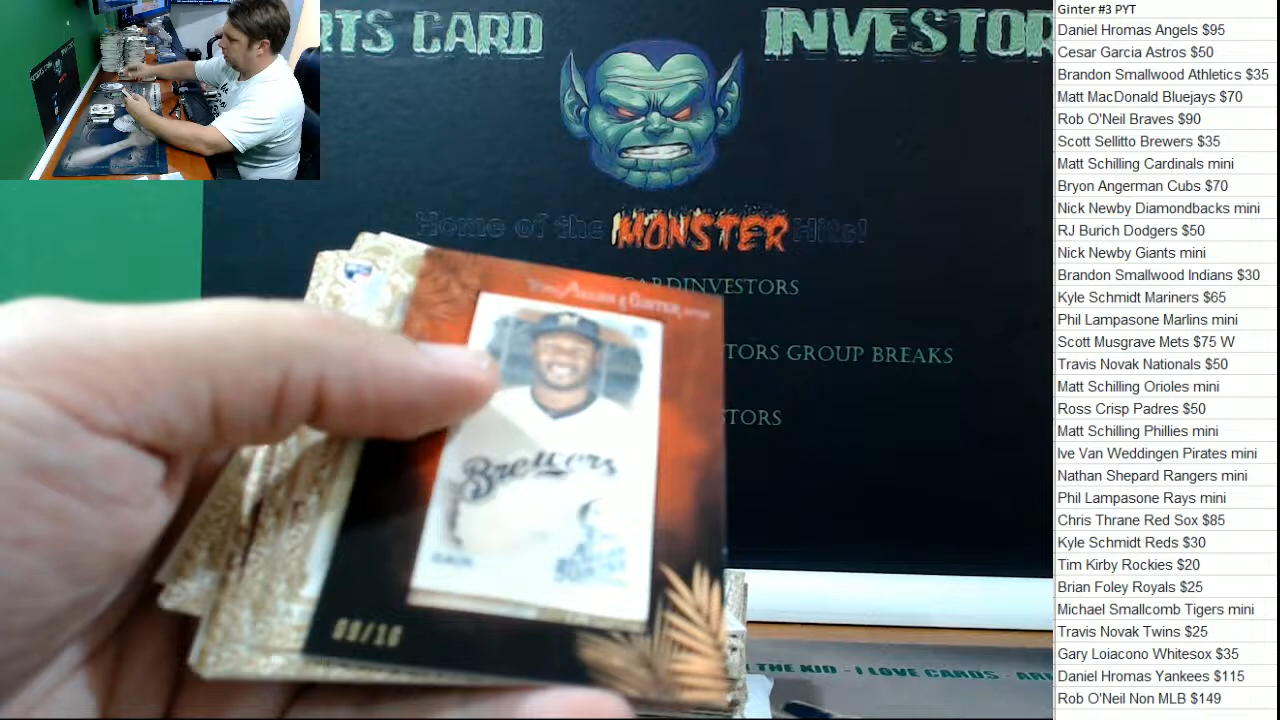 RTS CARD INVESTOR
Home of the MONSTER Hits!
CARDINVESTORS
TORS GROUP BREAKS
STORS
Brewers
THE KID - I LOVE CARDS - AR
Ginter #3 PYT
Daniel Hromas Angels $95
Cesar Garcia Astros $50
Brandon Smallwood Athletics $35
Matt MacDonald Bluejays $70
Rob O'Neil Braves $90
Scott Sellitto Brewers $35
Matt Schilling Cardinals mini
Bryon Angerman Cubs $70
Nick Newby Diamondbacks mini
RJ Burich Dodgers $50
Nick Newby Giants mini
Brandon Smallwood Indians $30
Kyle Schmidt Mariners $65
Phil Lampasone Marlins mini
Scott Musgrave Mets $75 W
Travis Novak Nationals $50
Matt Schilling Orioles mini
Ross Crisp Padres $50
Matt Schilling Phillies mini
Ive Van Weddingen Pirates mini
Nathan Shepard Rangers mini
Phil Lampasone Rays mini
Chris Thrane Red Sox $85
Kyle Schmidt Reds $30
Tim Kirby Rockies $20
Brian Foley Royals $25
Michael Smallcomb Tigers mini
Travis Novak Twins $25
Gary Loiacono Whitesox $35
Daniel Hromas Yankees $115
Rob O'Neil Non MLB $149